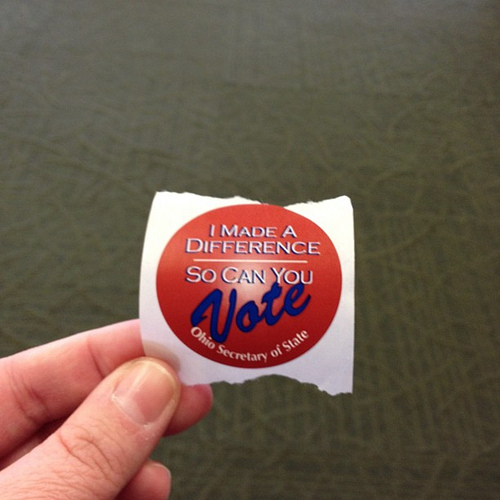 I MADE A
DIFFERENCE
SO CAN YOU
Vote
Ohio Secretary of State